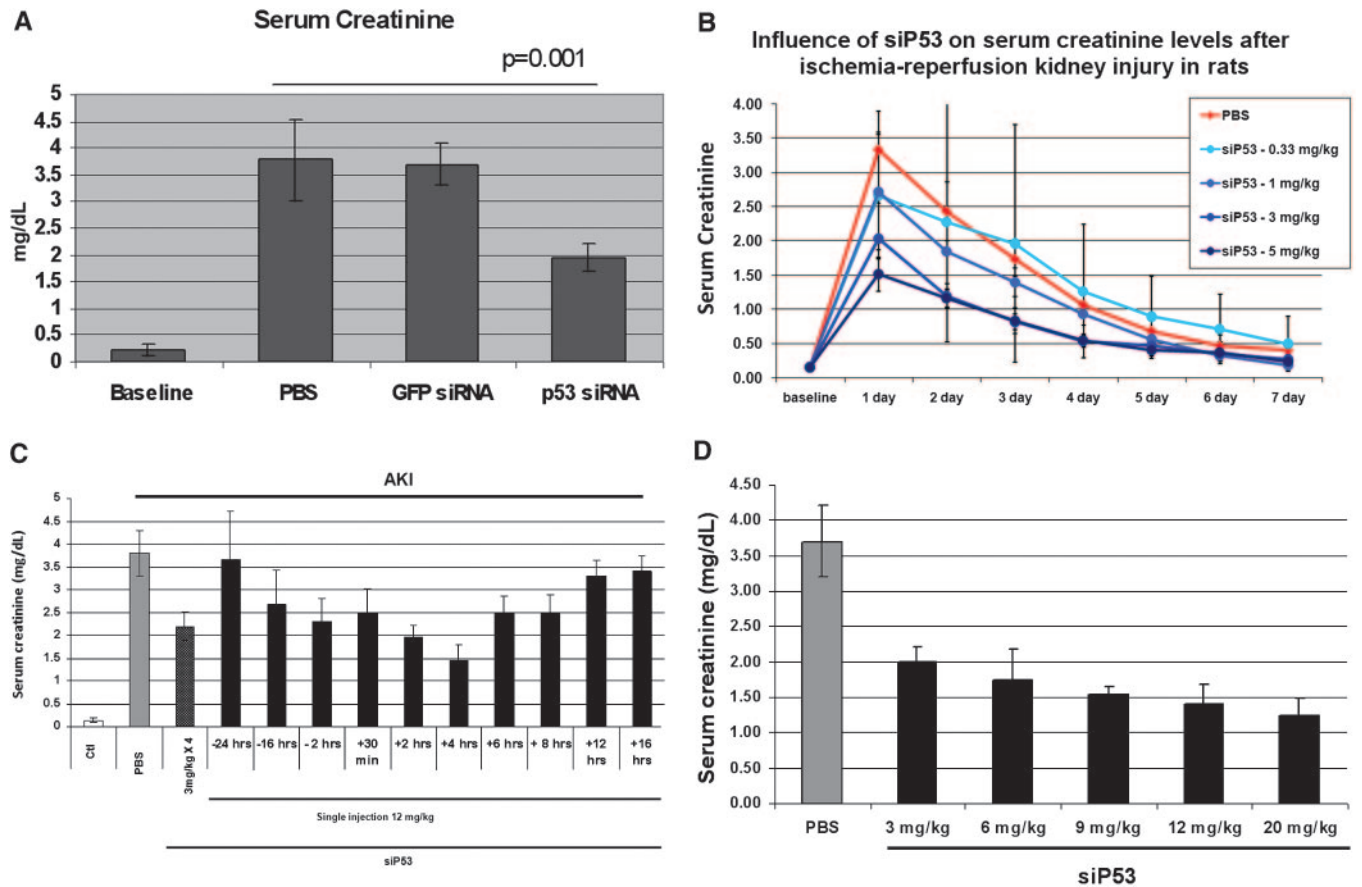 A
Serum Creatinine
p=0.001
5
4.5
4
3.5
3
2.5
2
1.5
1
0.5
0
mg/dL
Baseline
PBS
GFP siRNA
p53 siRNA
B
Influence of siP53 on serum creatinine levels after
ischemia-reperfusion kidney injury in rats
4.00
3.50
3.00
2.50
2.00
1.50
1.00
0.50
0.00
Serum Creatinine
PBS
siP53 - 0.33 mg/kg
siP53 - 1 mg/kg
siP53 - 3 mg/kg
siP53 - 5 mg/kg
baseline
1 day
2 day
3 day
4 day
5 day
6 day
7 day
C
AKI
5
4.5
4
3.5
3
2.5
2
1.5
1
0.5
0
Serum creatinine (mg/dL)
Ctl
PBS
3mg/kg X 4
-24 hrs
-16 hrs
- 2 hrs
+30
min
+2 hrs
+4 hrs
+6 hrs
+ 8 hrs
+12
hrs
+16
hrs
Single injection 12 mg/kg
siP53
D
4.50
4.00
3.50
3.00
2.50
2.00
1.50
1.00
0.50
0.00
Serum creatinine (mg/dL)
PBS
3 mg/kg
6 mg/kg
9 mg/kg
12 mg/kg
20 mg/kg
siP53